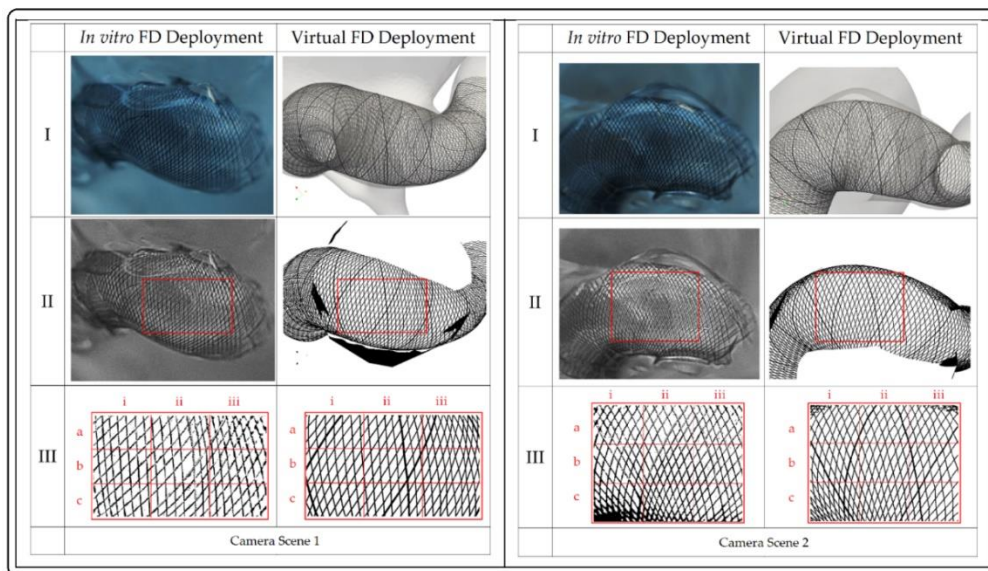 In vitro FD Deployment Virtual FD Deployment
I
II
i ii iii i ii iii
a
b
c
III
Camera Scene 1
In vitro FD Deployment Virtual FD Deployment
I
II
i ii iii i ii iii
a a
b b
c c
III
Camera Scene 2